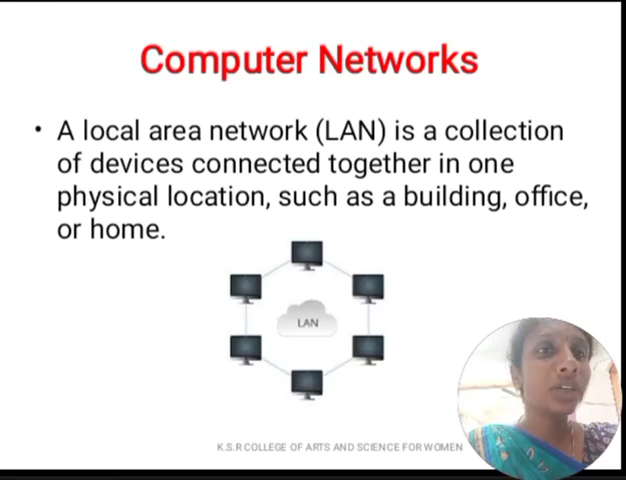 Computer Networks
• A local area network (LAN) is a collection
of devices connected together in one
physical location, such as a building, office,
or home.
LAN
K.S.R COLLEGE OF ARTS AND SCIENCE FOR WOMEN